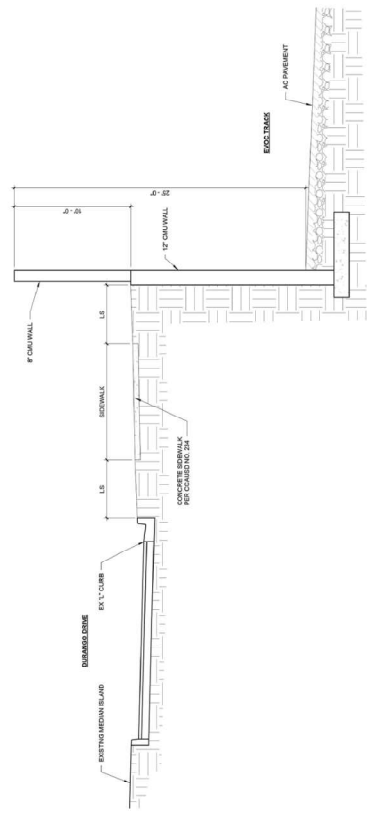 EXISTING MEDIAN ISLAND
DURANGO DRIVE
EX "L" CURB
LS
SIDEWALK
LS
CONCRETE SIDEWALK
PER CCAUSD NO. 234
8" CMU WALL
10' - 0"
25' - 0"
12" CMU WALL
EVOC TRACK
AC PAVEMENT